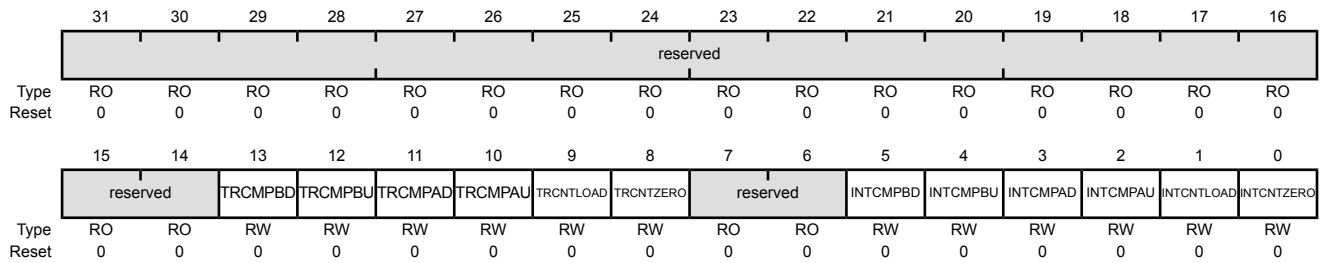 31 30 29 28 27 26 25 24 23 22 21 20 19 18 17 16
reserved
Type RO RO RO RO RO RO RO RO RO RO RO RO RO RO RO RO
Reset 0 0 0 0 0 0 0 0 0 0 0 0 0 0 0 0
15 14 13 12 11 10 9 8 7 6 5 4 3 2 1 0
reserved TRCMPBD TRCMPBU TRCMPAD TRCMPAU TRCNTLOAD TRCNTZERO reserved INTCMPBD INTCMPBU INTCMPAD INTCMPAU INTCNTLOAD INTCNTZERO
Type RO RO RW RW RW RW RW RW RO RO RW RW RW RW RW RW
Reset 0 0 0 0 0 0 0 0 0 0 0 0 0 0 0 0